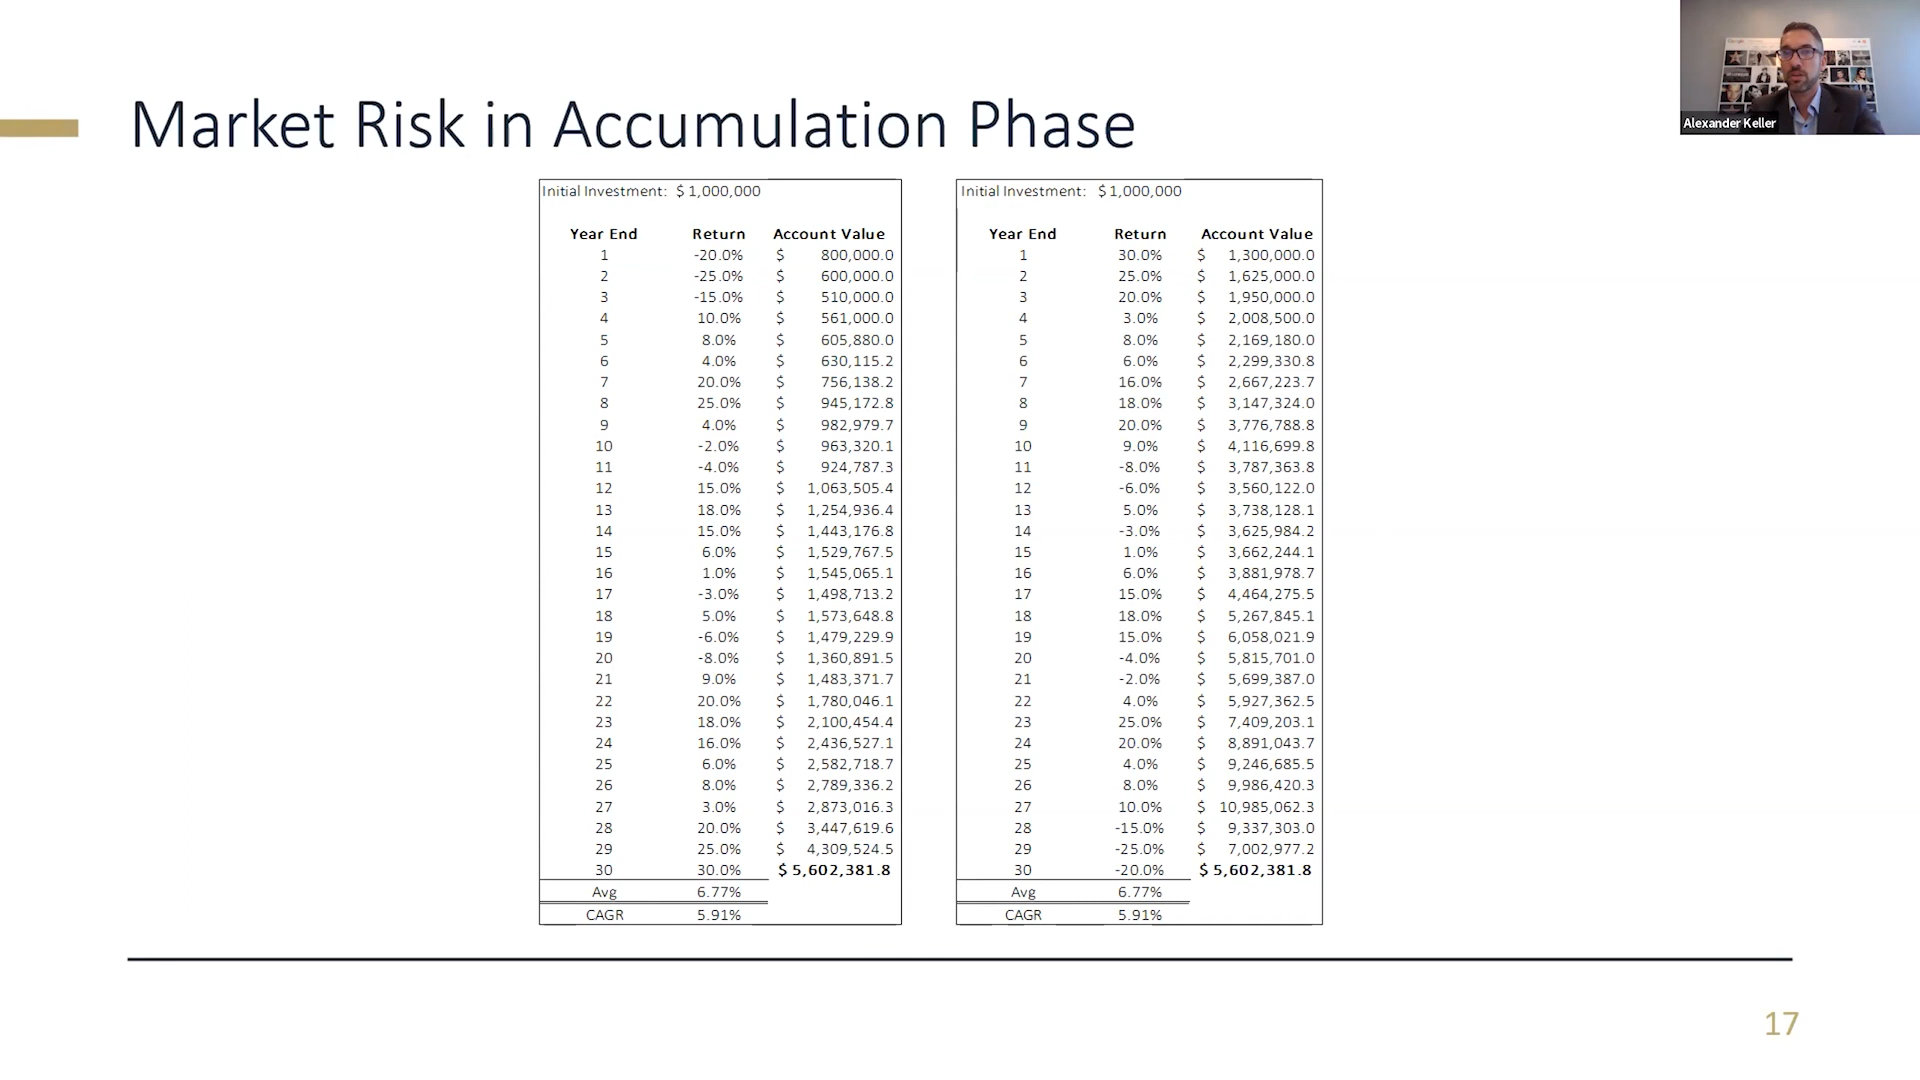 Alexander Keller
Market Risk in Accumulation Phase
Initial Investment: $ 1,000,000
Year End Return Account Value
1 -20.0% $ 800,000.0
2 -25.0% $ 600,000.0
3 -15.0% $ 510,000.0
4 10.0% $ 561,000.0
5 8.0% $ 605,880.0
6 4.0% $ 630,115.2
7 20.0% $ 756,138.2
8 25.0% $ 945,172.8
9 4.0% $ 982,979.7
10 -2.0% $ 963,320.1
11 -4.0% $ 924,787.3
12 15.0% $ 1,063,505.4
13 18.0% $ 1,254,936.4
14 15.0% $ 1,443,176.8
15 6.0% $ 1,529,767.5
16 1.0% $ 1,545,065.1
17 -3.0% $ 1,498,713.2
18 5.0% $ 1,573,648.8
19 -6.0% $ 1,479,229.9
20 -8.0% $ 1,360,891.5
21 9.0% $ 1,483,371.7
22 20.0% $ 1,780,046.1
23 18.0% $ 2,100,454.4
24 16.0% $ 2,436,527.1
25 6.0% $ 2,582,718.7
26 8.0% $ 2,789,336.2
27 3.0% $ 2,873,016.3
28 20.0% $ 3,447,619.6
29 25.0% $ 4,309,524.5
30 30.0% $ 5,602,381.8
Avg 6.77%
CAGR 5.91%
Initial Investment: $ 1,000,000
Year End Return Account Value
1 30.0% $ 1,300,000.0
2 25.0% $ 1,625,000.0
3 20.0% $ 1,950,000.0
4 3.0% $ 2,008,500.0
5 8.0% $ 2,169,180.0
6 6.0% $ 2,299,330.8
7 16.0% $ 2,667,223.7
8 18.0% $ 3,147,324.0
9 20.0% $ 3,776,788.8
10 9.0% $ 4,116,699.8
11 -8.0% $ 3,787,363.8
12 -6.0% $ 3,560,122.0
13 5.0% $ 3,738,128.1
14 -3.0% $ 3,625,984.2
15 1.0% $ 3,662,244.1
16 6.0% $ 3,881,978.7
17 15.0% $ 4,464,275.5
18 18.0% $ 5,267,845.1
19 15.0% $ 6,058,021.9
20 -4.0% $ 5,815,701.0
21 -2.0% $ 5,699,387.0
22 4.0% $ 5,927,362.5
23 25.0% $ 7,409,203.1
24 20.0% $ 8,891,043.7
25 4.0% $ 9,246,685.5
26 8.0% $ 9,986,420.3
27 10.0% $ 10,985,062.3
28 -15.0% $ 9,337,303.0
29 -25.0% $ 7,002,977.2
30 -20.0% $ 5,602,381.8
Avg 6.77%
CAGR 5.91%
17